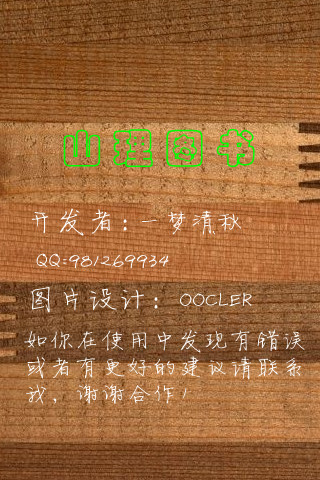 山理图书
开发者：一梦清秋
QQ:981269934
图片设计：OOCLER
如你在使用中发现有错误
或者有更好的建议请联系
我，谢谢合作！